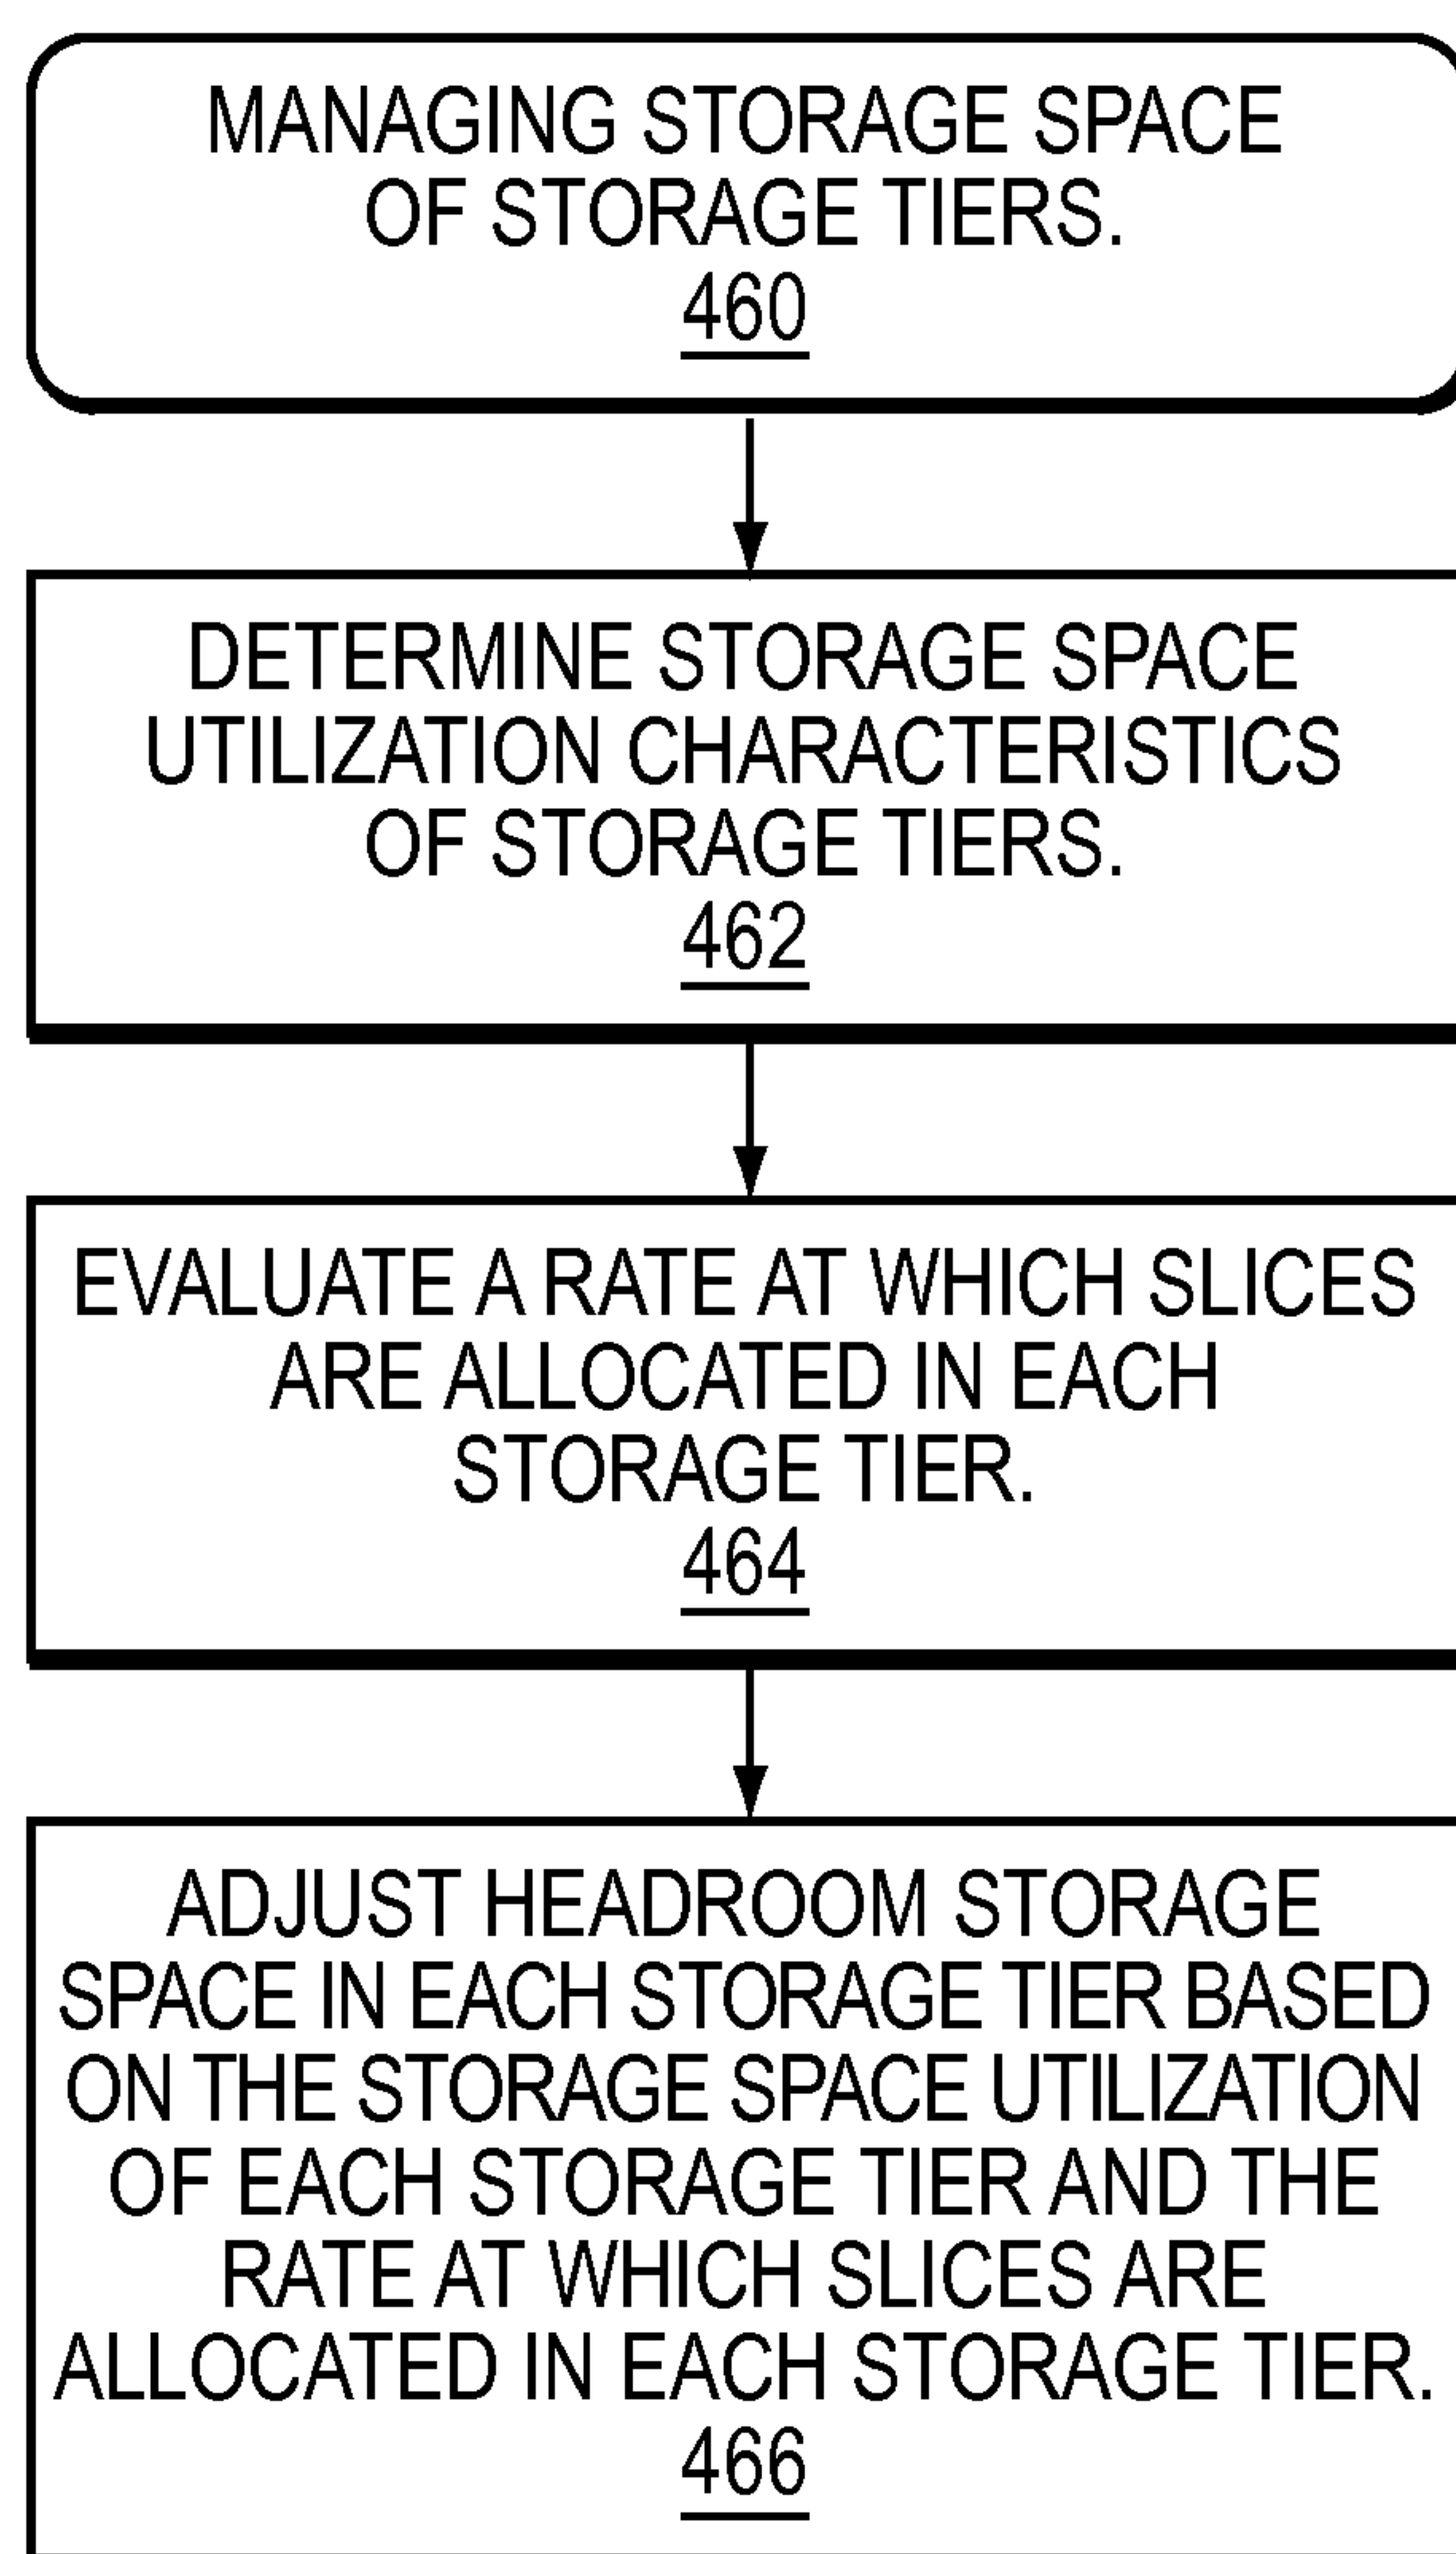 MANAGING STORAGE SPACE
OF STORAGE TIERS.
460
DETERMINE STORAGE SPACE
UTILIZATION CHARACTERISTICS
OF STORAGE TIERS.
462
EVALUATE A RATE AT WHICH SLICES
ARE ALLOCATED IN EACH
STORAGE TIER.
464
ADJUST HEADROOM STORAGE
SPACE IN EACH STORAGE TIER BASED
ON THE STORAGE SPACE UTILIZATION
OF EACH STORAGE TIER AND THE
RATE AT WHICH SLICES ARE
ALLOCATED IN EACH STORAGE TIER.
466